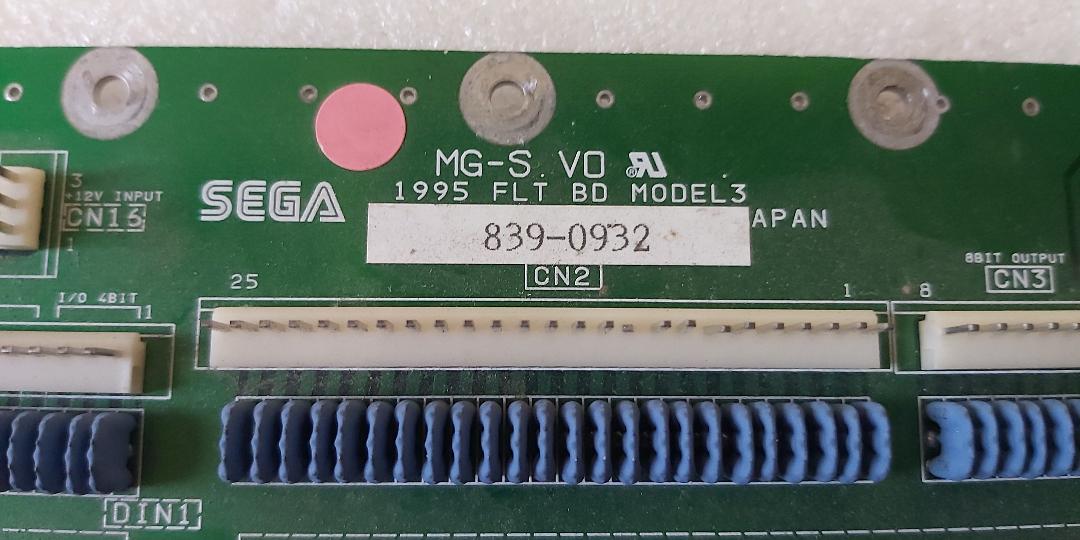 MG-S. VO
SEGA
1995 FLT BD MODEL3
APAN
839-0932
3
+12V INPUT
CN16
1
CN2
25
1
8BIT OUTPUT
CN3
8
I/O 4BIT
1
DIN1